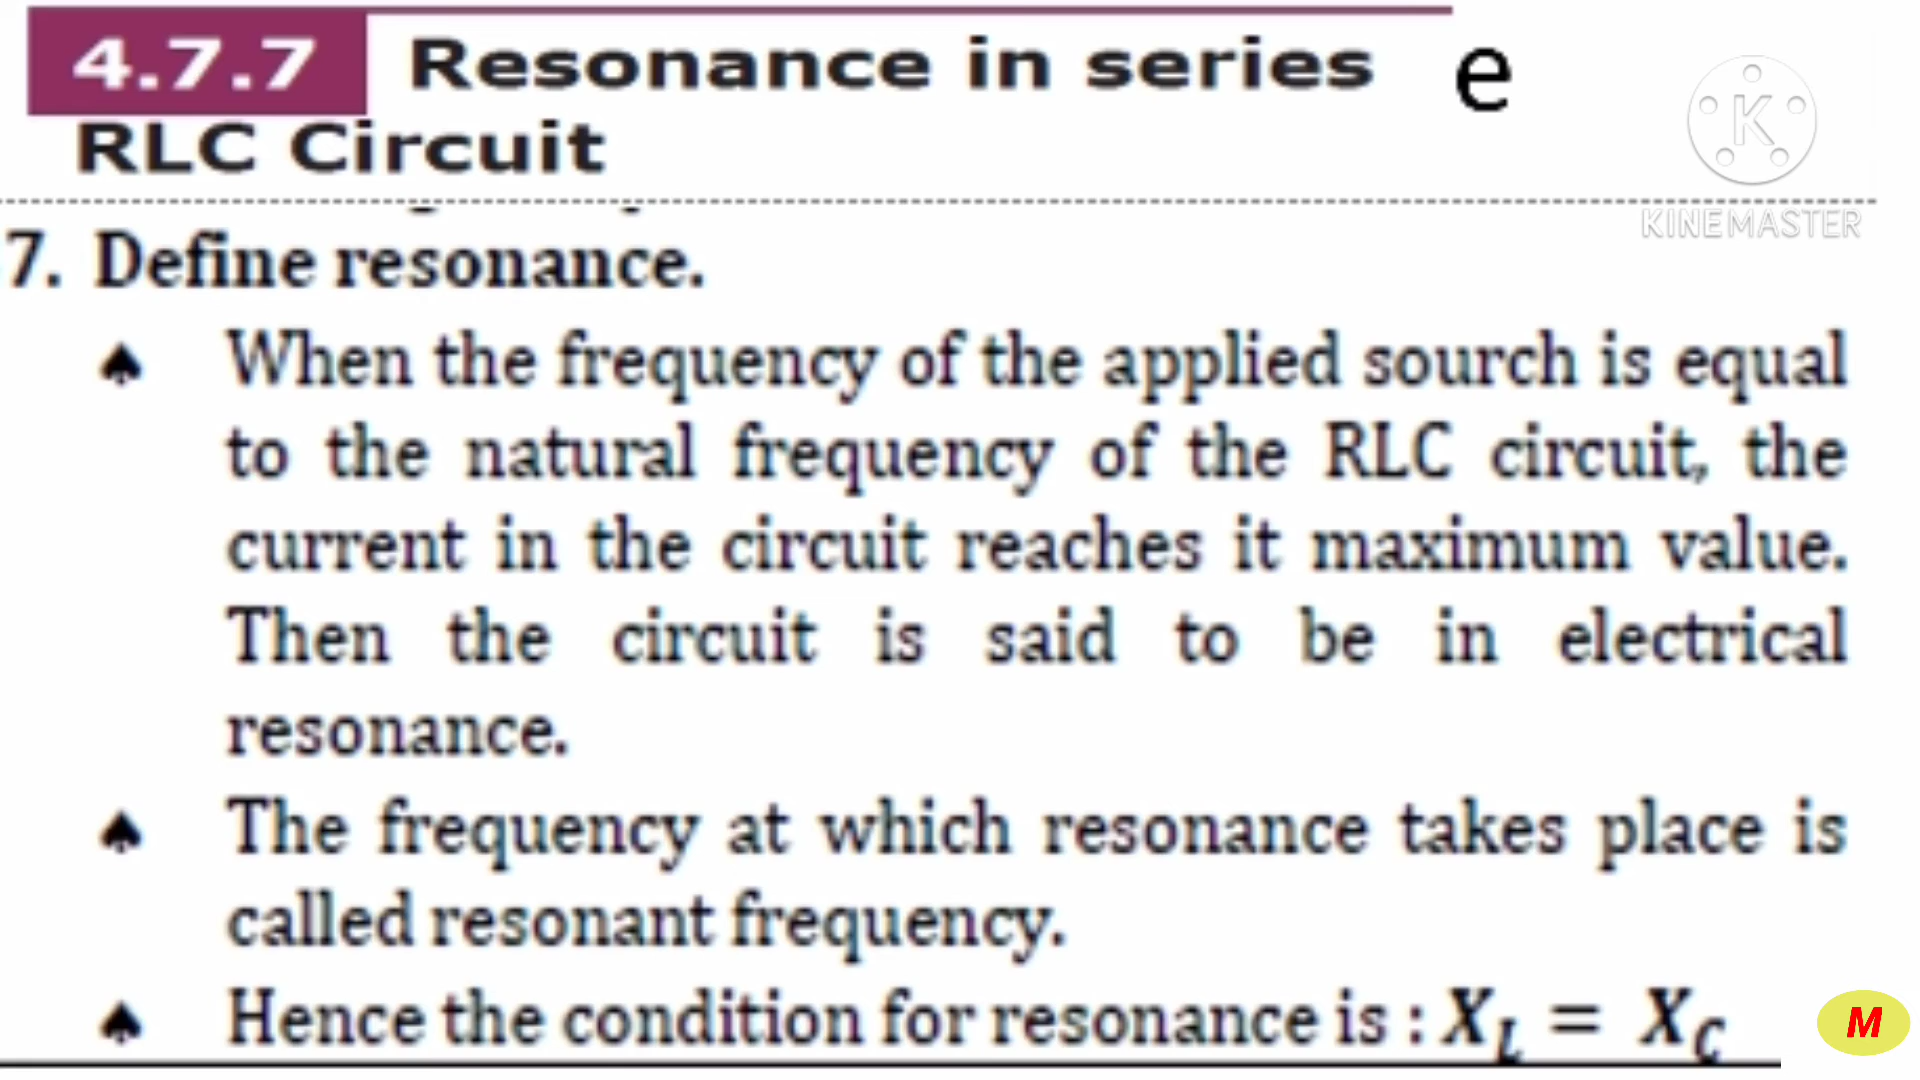 4.7.7 Resonance in series e
RLC Circuit
K
KINEMASTER
7. Define resonance.
When the frequency of the applied sourch is equal
to the natural frequency of the RLC circuit, the
current in the circuit reaches it maximum value.
Then the circuit is said to be in electrical
resonance.
The frequency at which resonance takes place is
called resonant frequency.
Hence the condition for resonance is : X_L = X_C
M